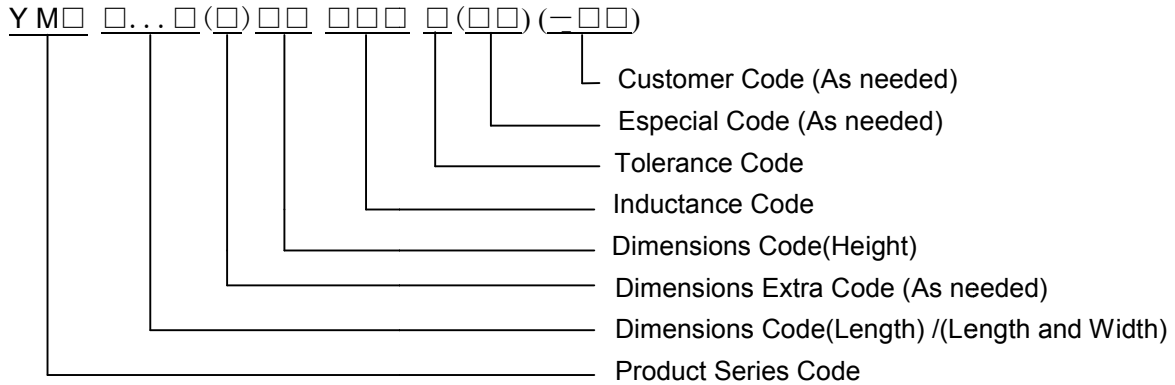 YM□ □...□(□)□□ □□□ □(□□)(-□□)
Customer Code (As needed)
Especial Code (As needed)
Tolerance Code
Inductance Code
Dimensions Code(Height)
Dimensions Extra Code (As needed)
Dimensions Code(Length) /(Length and Width)
Product Series Code